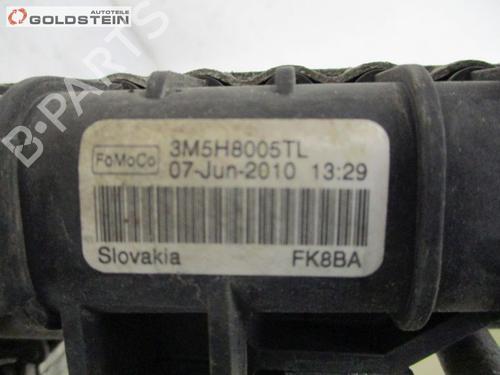 AUTOTEILE
GOLDSTEIN
B-PARTS
FoMoCo
3M5H8005TL
07-Jun-2010 13:29
Slovakia FK8BA